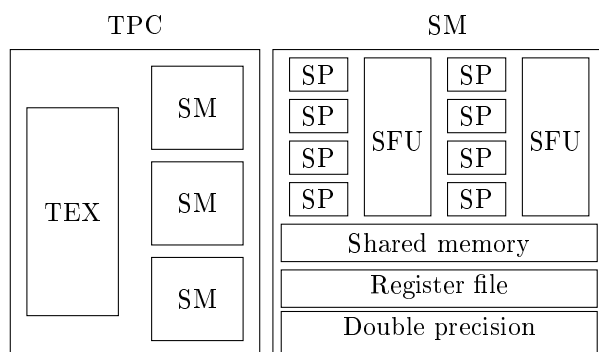 TPC
TEX
SM
SM
SM
SM
SP
SP
SP
SP
SFU
SP
SP
SP
SP
SFU
Shared memory
Register file
Double precision